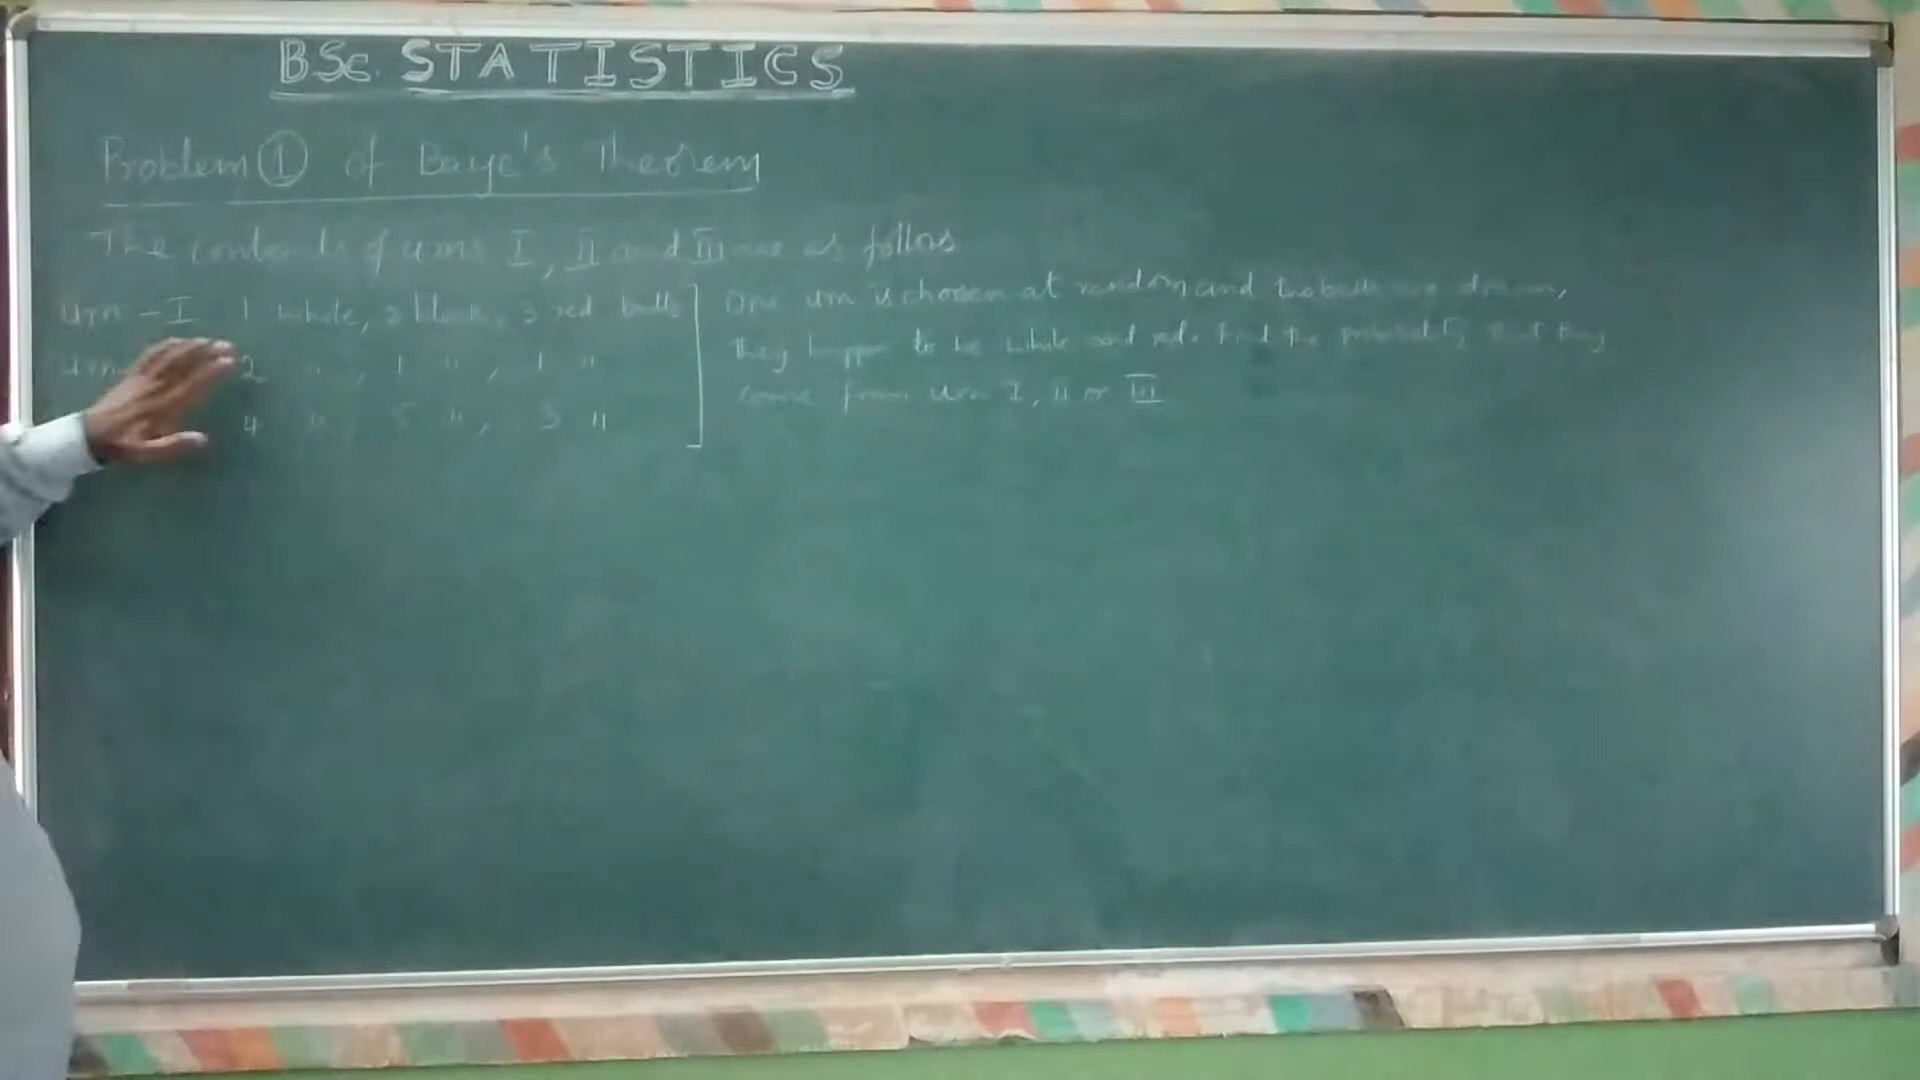 BSc. STATISTICS
Problem ① of Baye's Theorem
The contents of urns I, II and III are as follows
Urn - I 1 white, 2 black, 3 red balls
Urn 2 " , 1 " , 1 "
4 " 5 " , 3 "
One urn is chosen at random and two balls are drawn,
they happen to be white and red. Find the probability that they
come from urn I, II or III